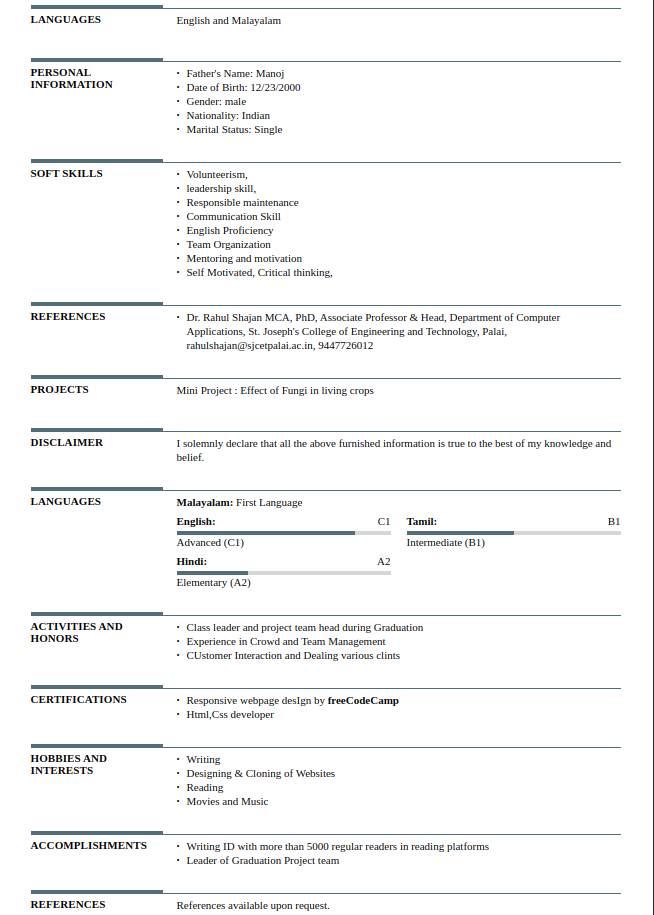 LANGUAGES
English and Malayalam
PERSONAL
INFORMATION
• Father's Name: Manoj
• Date of Birth: 12/23/2000
• Gender: male
• Nationality: Indian
• Marital Status: Single
SOFT SKILLS
• Volunteerism,
• leadership skill,
• Responsible maintenance
• Communication Skill
• English Proficiency
• Team Organization
• Mentoring and motivation
• Self Motivated, Critical thinking,
REFERENCES
• Dr. Rahul Shajan MCA, PhD, Associate Professor & Head, Department of Computer
Applications, St. Joseph's College of Engineering and Technology, Palai,
rahulshajan@sjcetpalai.ac.in, 9447726012
PROJECTS
Mini Project : Effect of Fungi in living crops
DISCLAIMER
I solemnly declare that all the above furnished information is true to the best of my knowledge and
belief.
LANGUAGES
Malayalam: First Language
English: C1
Advanced (C1)
Tamil: B1
Intermediate (B1)
Hindi: A2
Elementary (A2)
ACTIVITIES AND
HONORS
• Class leader and project team head during Graduation
• Experience in Crowd and Team Management
• CUstomer Interaction and Dealing various clints
CERTIFICATIONS
• Responsive webpage desIgn by freeCodeCamp
• Html,Css developer
HOBBIES AND
INTERESTS
• Writing
• Designing & Cloning of Websites
• Reading
• Movies and Music
ACCOMPLISHMENTS
• Writing ID with more than 5000 regular readers in reading platforms
• Leader of Graduation Project team
REFERENCES
References available upon request.